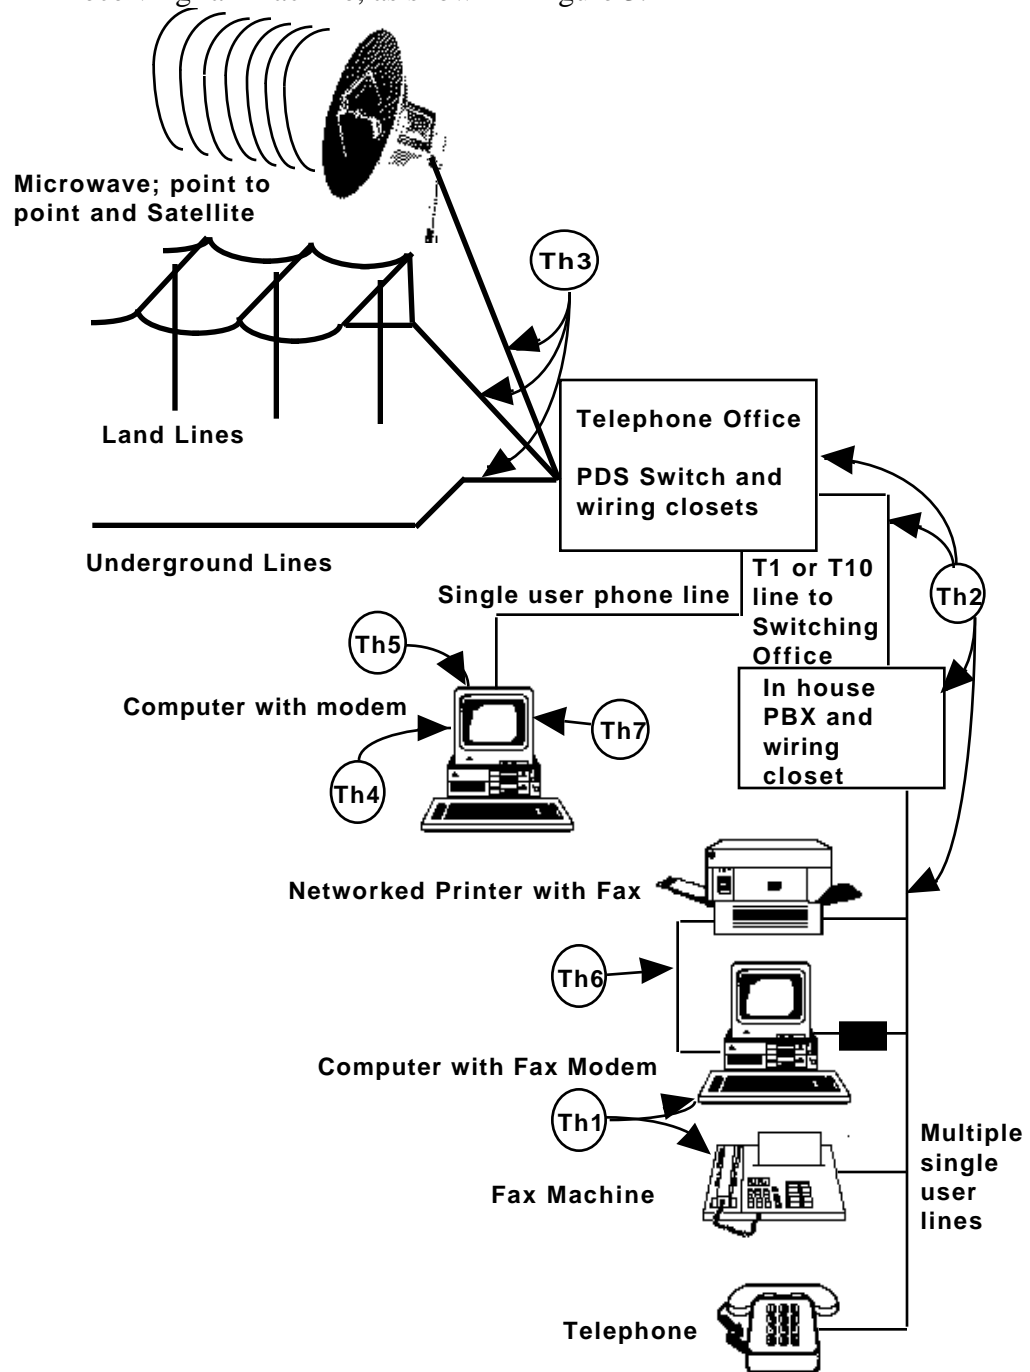 Microwave; point to
point and Satellite
Th3
Land Lines
Telephone Office
PDS Switch and
wiring closets
Underground Lines
Single user phone line
T1 or T10
line to
Switching
Office
Th2
Th5
Computer with modem
Th7
Th4
In house
PBX and
wiring
closet
Networked Printer with Fax
Th6
Computer with Fax Modem
Th1
Fax Machine
Multiple
single
user
lines
Telephone